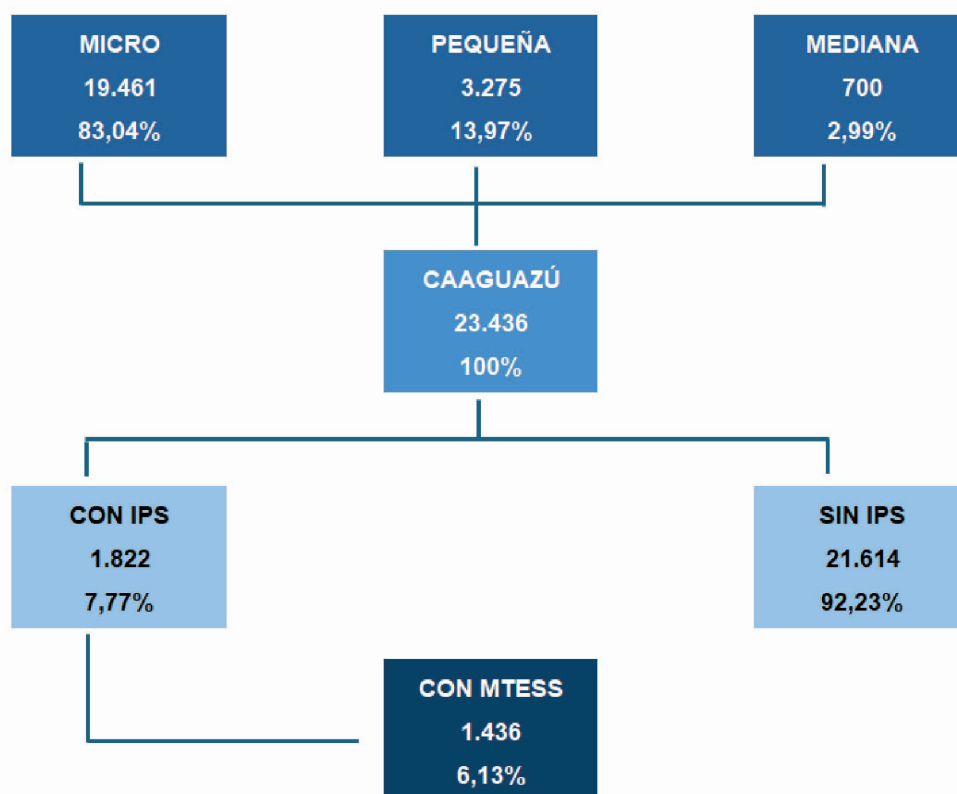 MICRO
19.461
83,04%
PEQUEÑA
3.275
13,97%
MEDIANA
700
2,99%
CAAGUAZÚ
23.436
100%
CON IPS
1.822
7,77%
SIN IPS
21.614
92,23%
CON MTESS
1.436
6,13%